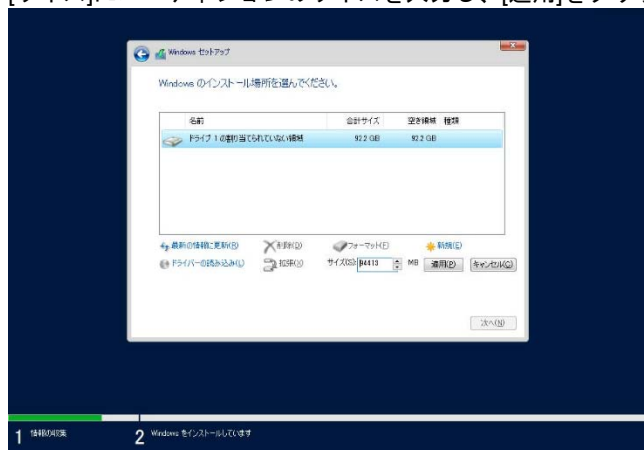 Windows セットアップ
Windows のインストール場所を選んでください。
名前 合計サイズ 空き領域 種類
ドライブ 1 の割り当てられていない領域 92.2 GB 92.2 GB
最新の情報に更新(R) 削除(D) フォーマット(F) 新規(E)
ドライバーの読み込み(L) 拡張(X) サイズ(S): 94413 MB 適用(P) キャンセル(C)
次へ(N)
1 情報の収集 2 Windows をインストールしています